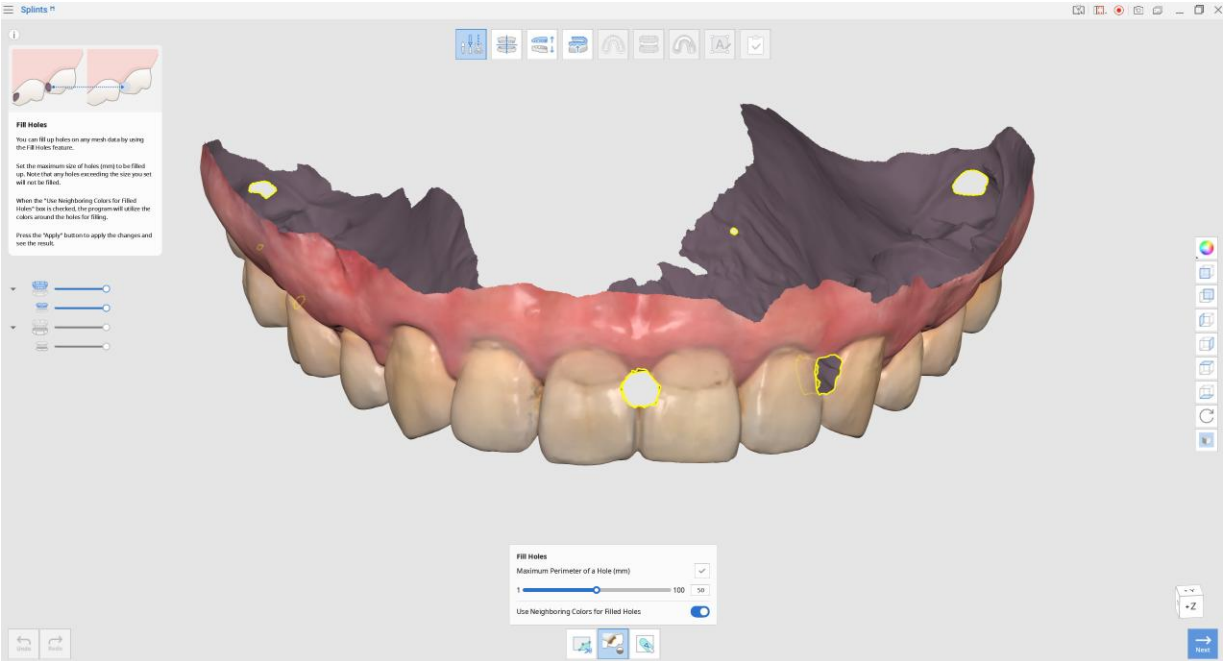 Splints M
Fill Holes
You can fill up holes on any mesh data by using
the Fill Holes feature.
Set the maximum size of holes (mm) to be filled
up. Note that any holes exceeding the size you set
will not be filled.
When the "Use Neighboring Colors for Filled
Holes" box is checked, the program will utilize the
colors around the holes for filling.
Press the "Apply" button to apply the changes and
see the result.
Fill Holes
Maximum Perimeter of a Hole (mm)
1 100 50
Use Neighboring Colors for Filled Holes
+Z
Undo Redo
Next